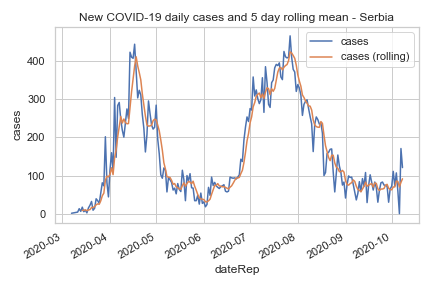 New COVID-19 daily cases and 5 day rolling mean - Serbia
cases
cases (rolling)
400
300
200
100
0
cases
2020-03
2020-04
2020-05
2020-06
2020-07
2020-08
2020-09
2020-10
dateRep